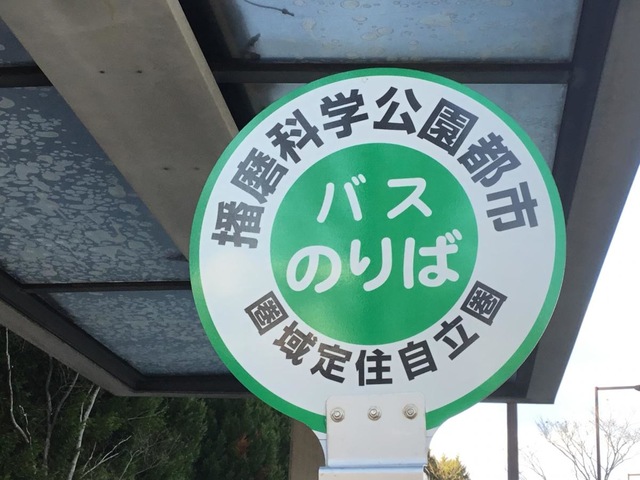 播磨科学公園都市
バス
のりば
圏域定住自立圏